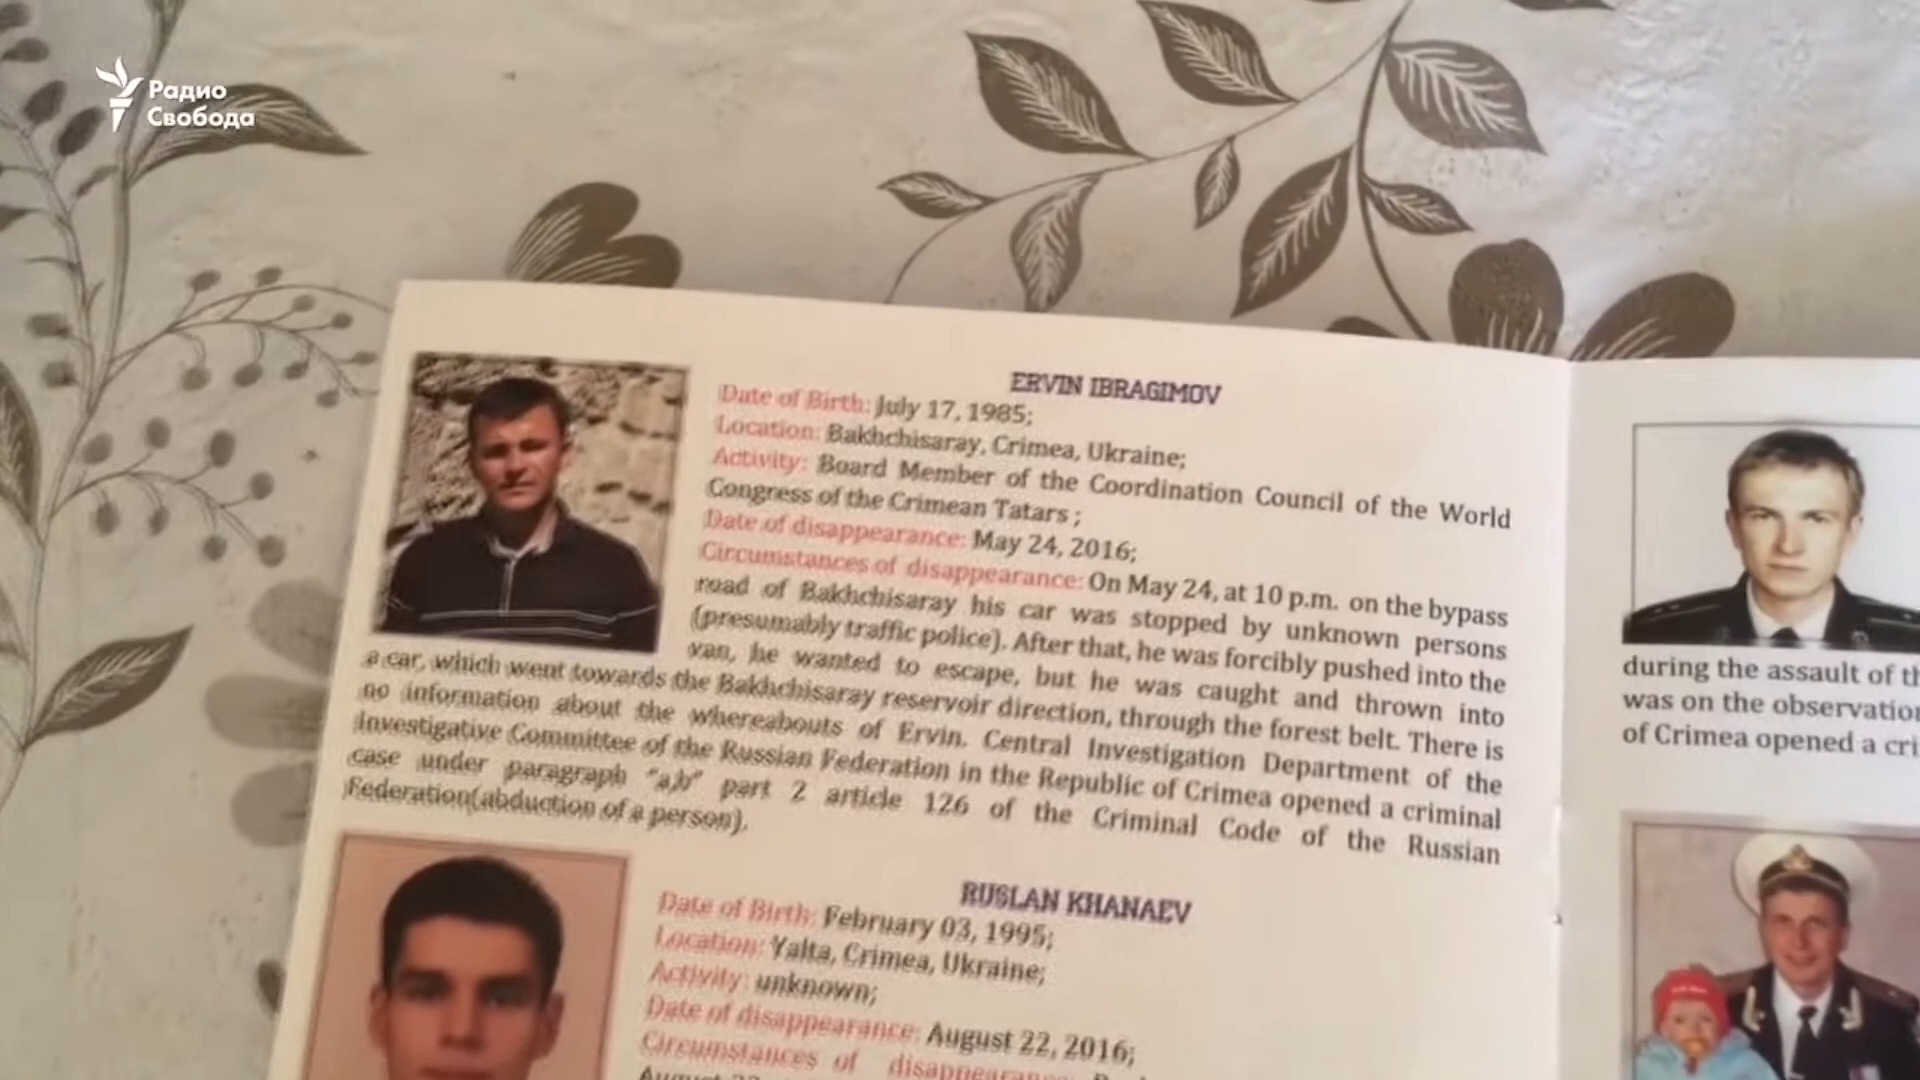 Радио
Свобода
ERVIN IBRAGIMOV
Date of Birth: July 17, 1985;
Location: Bakhchisaray, Crimea, Ukraine;
Activity: Board Member of the Coordination Council of the World
Congress of the Crimean Tatars ;
Date of disappearance: May 24, 2016;
Circumstances of disappearance: On May 24, at 10 p.m. on the bypass
road of Bakhchisaray his car was stopped by unknown persons
(presumably traffic police). After that, he was forcibly pushed into the
van, he wanted to escape, but he was caught and thrown into
a car, which went towards the Bakhchisaray reservoir direction, through the forest belt. There is
no information about the whereabouts of Ervin. Central Investigation Department of the
Investigative Committee of the Russian Federation in the Republic of Crimea opened a criminal
case under paragraph "a,b" part 2 article 126 of the Criminal Code of the Russian
Federation(abduction of a person).
RUSLAN KHANAEV
Date of Birth: February 03, 1995;
Location: Yalta, Crimea, Ukraine;
Activity: unknown;
Date of disappearance: August 22, 2016;
Circumstances of disappearance:
during the assault of
was on the observation
of Crimea opened a